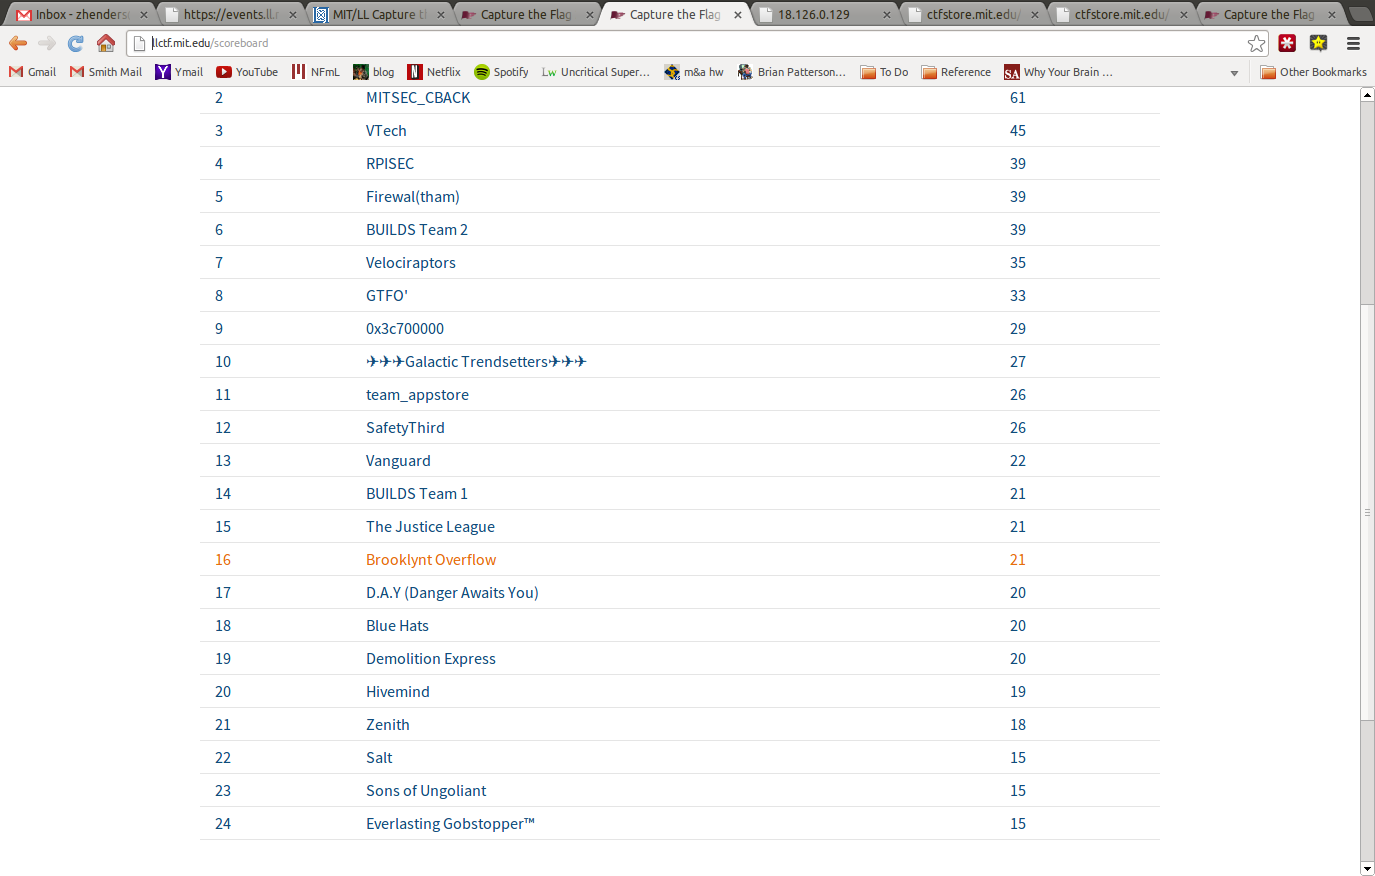 Inbox - zhenders
https://events.ll.
MIT/LL Capture t
Capture the Flag
Capture the Flag
18.126.0.129
ctfstore.mit.edu/
ctfstore.mit.edu/
Capture the Flag
llctf.mit.edu/scoreboard
Gmail
Smith Mail
Ymail
YouTube
NFmL
blog
Netflix
Spotify
Lw Uncritical Super...
m&a hw
Brian Patterson...
To Do
Reference
SA Why Your Brain ...
Other Bookmarks
2 MITSEC_CBACK 61
3 VTech 45
4 RPISEC 39
5 Firewal(tham) 39
6 BUILDS Team 2 39
7 Velociraptors 35
8 GTFO' 33
9 0x3c700000 29
10 ✈✈✈Galactic Trendsetters✈✈✈ 27
11 team_appstore 26
12 SafetyThird 26
13 Vanguard 22
14 BUILDS Team 1 21
15 The Justice League 21
16 Brooklynt Overflow 21
17 D.A.Y (Danger Awaits You) 20
18 Blue Hats 20
19 Demolition Express 20
20 Hivemind 19
21 Zenith 18
22 Salt 15
23 Sons of Ungoliant 15
24 Everlasting Gobstopper™ 15